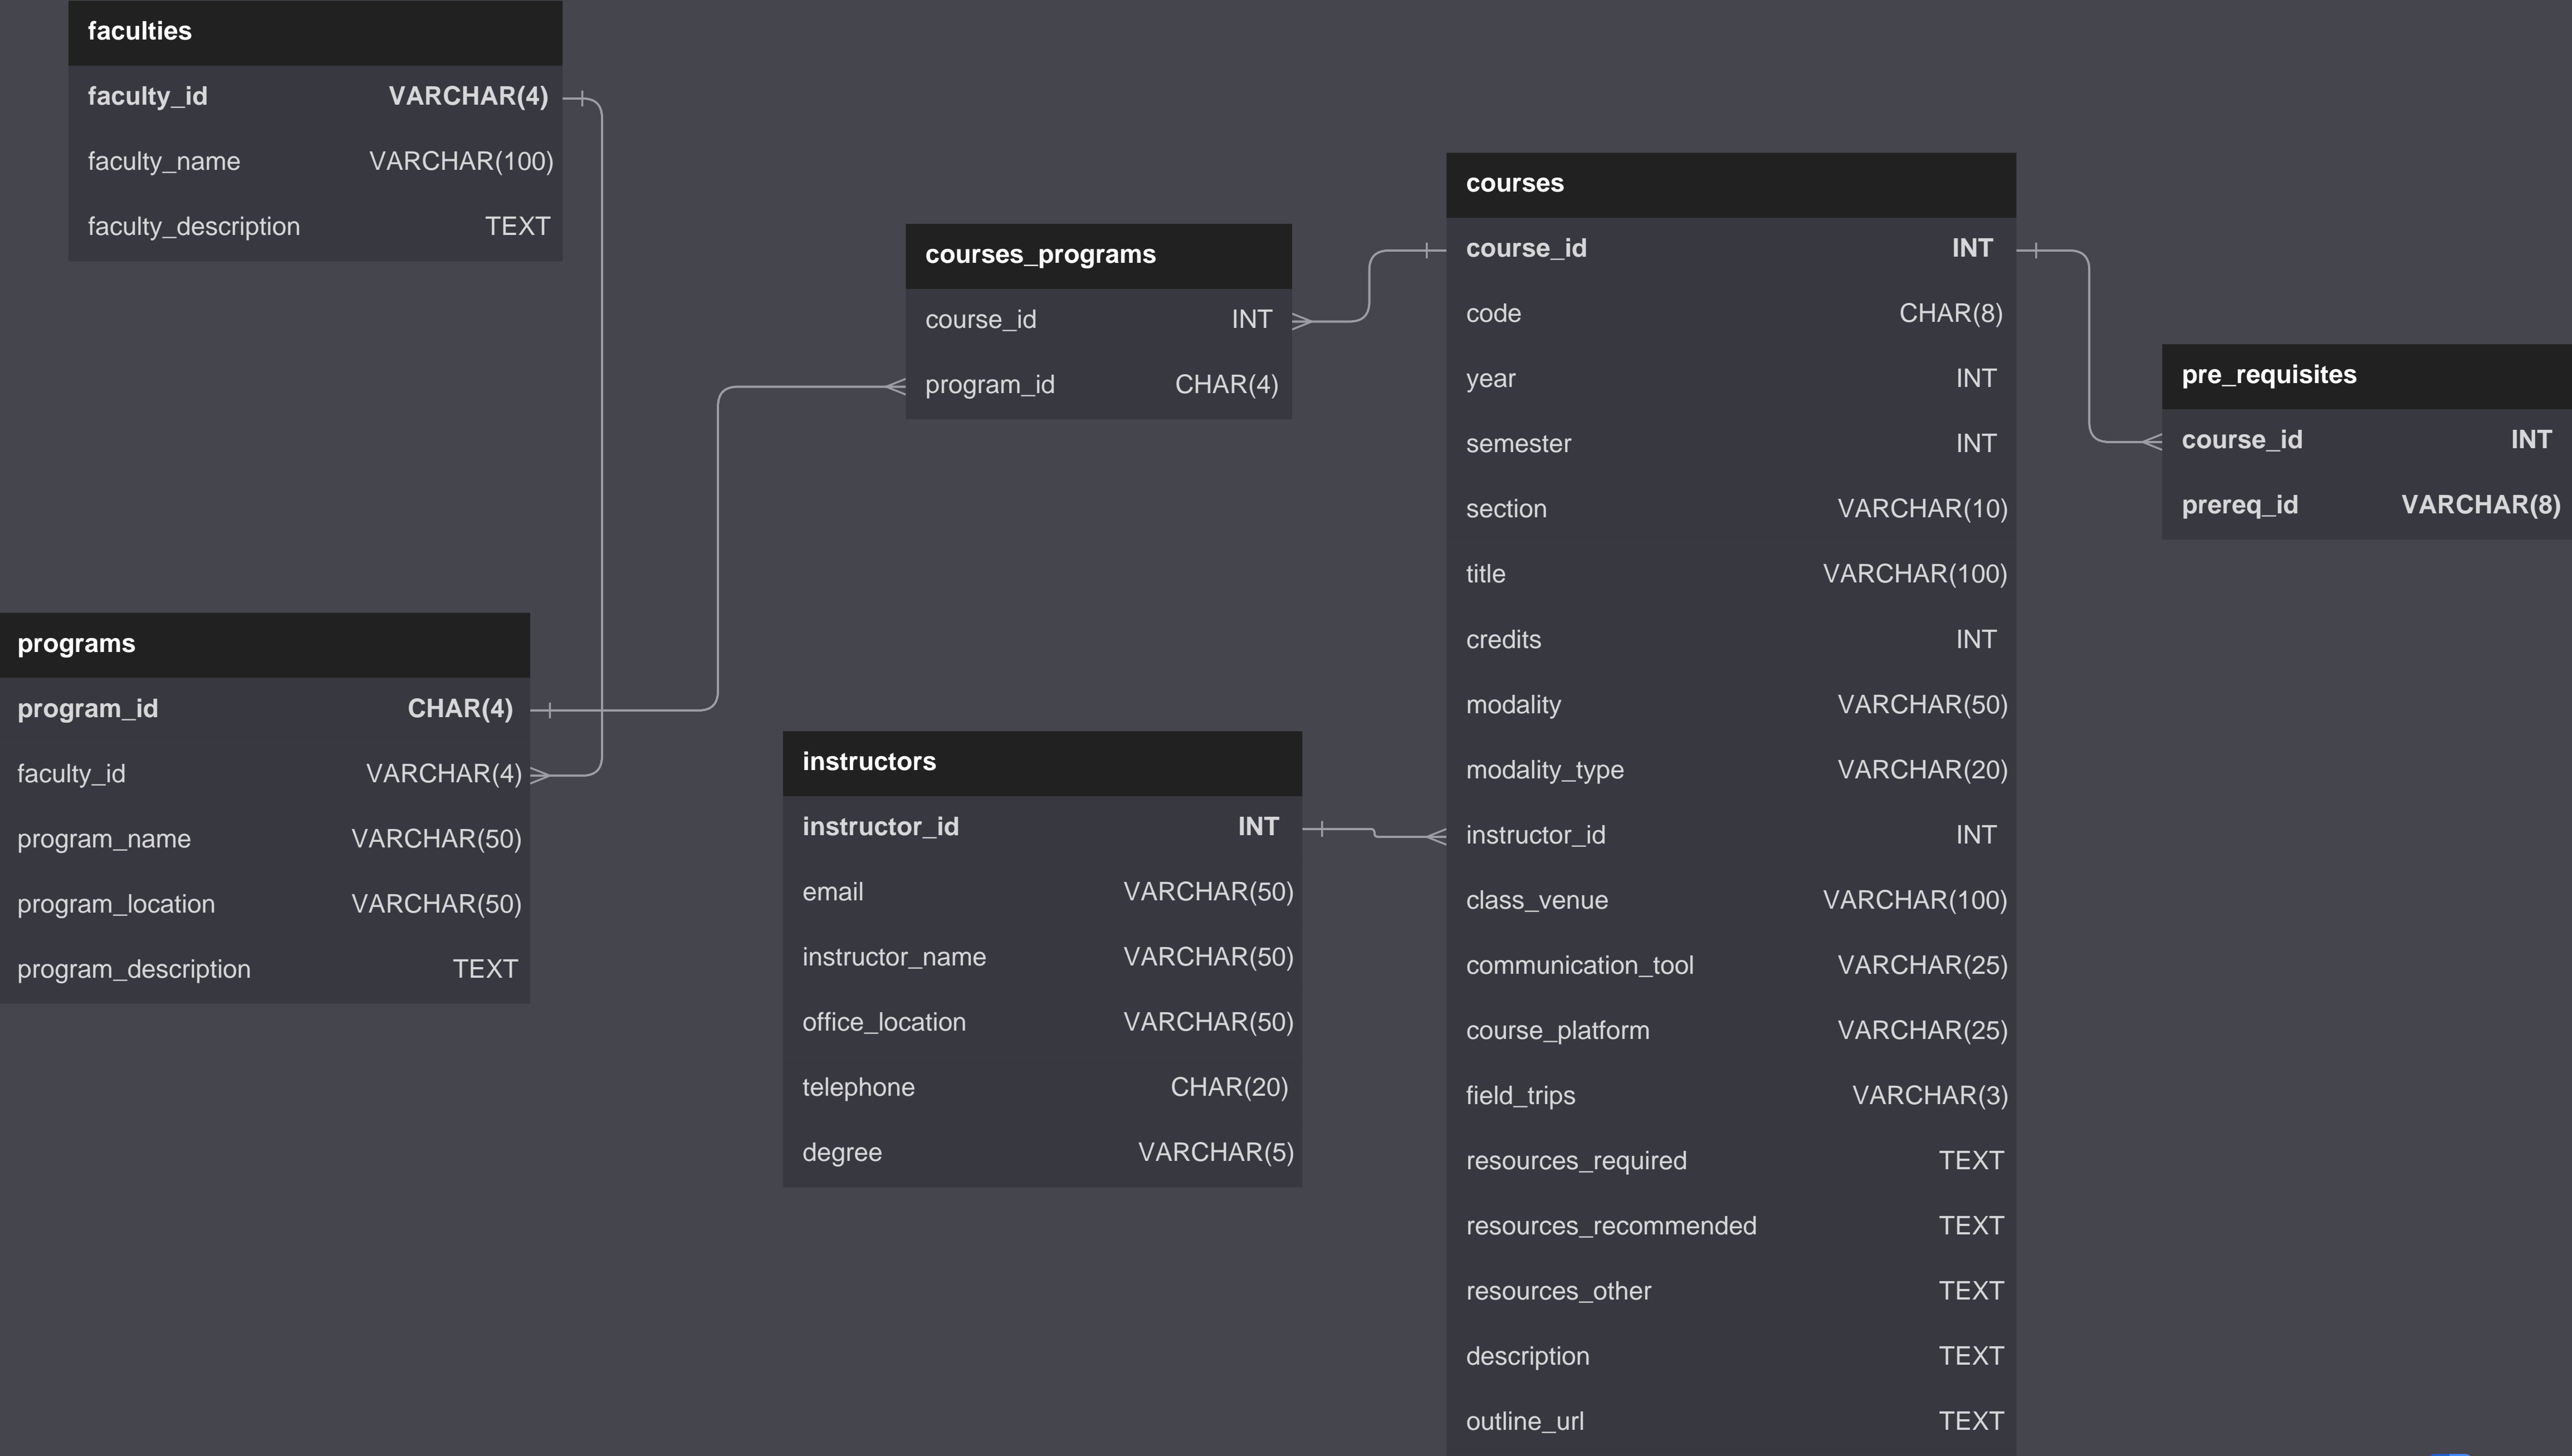 faculties
faculty_id VARCHAR(4)
faculty_name VARCHAR(100)
faculty_description TEXT
programs
program_id CHAR(4)
faculty_id VARCHAR(4)
program_name VARCHAR(50)
program_location VARCHAR(50)
program_description TEXT
courses_programs
course_id INT
program_id CHAR(4)
instructors
instructor_id INT
email VARCHAR(50)
instructor_name VARCHAR(50)
office_location VARCHAR(50)
telephone CHAR(20)
degree VARCHAR(5)
courses
course_id INT
code CHAR(8)
year INT
semester INT
section VARCHAR(10)
title VARCHAR(100)
credits INT
modality VARCHAR(50)
modality_type VARCHAR(20)
instructor_id INT
class_venue VARCHAR(100)
communication_tool VARCHAR(25)
course_platform VARCHAR(25)
field_trips VARCHAR(3)
resources_required TEXT
resources_recommended TEXT
resources_other TEXT
description TEXT
outline_url TEXT
pre_requisites
course_id INT
prereq_id VARCHAR(8)